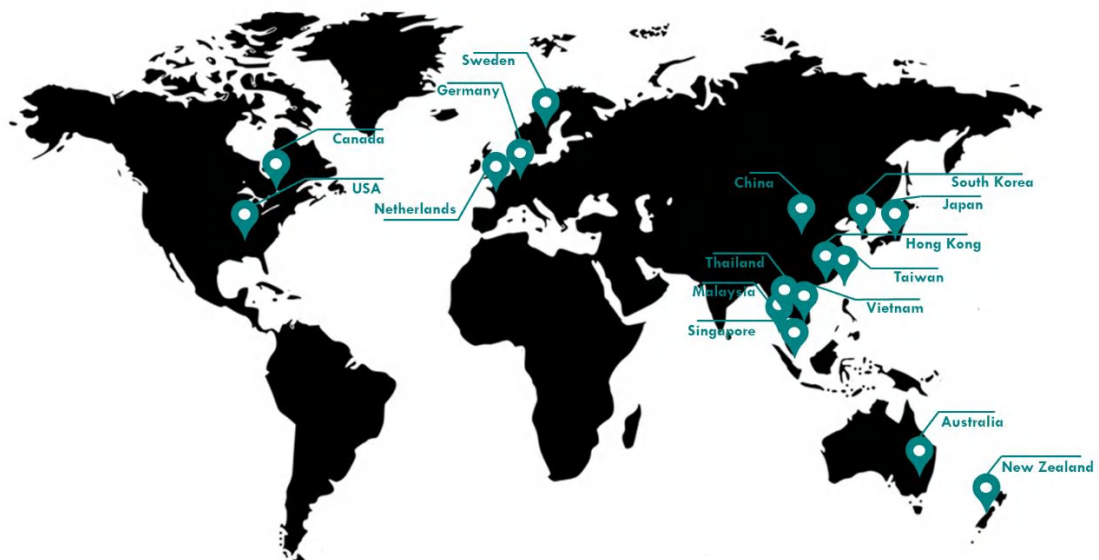 Sweden
Germany
Canada
USA
Netherlands
China
South Korea
Japan
Hong Kong
Thailand
Taiwan
Malaysia
Vietnam
Singapore
Australia
New Zealand